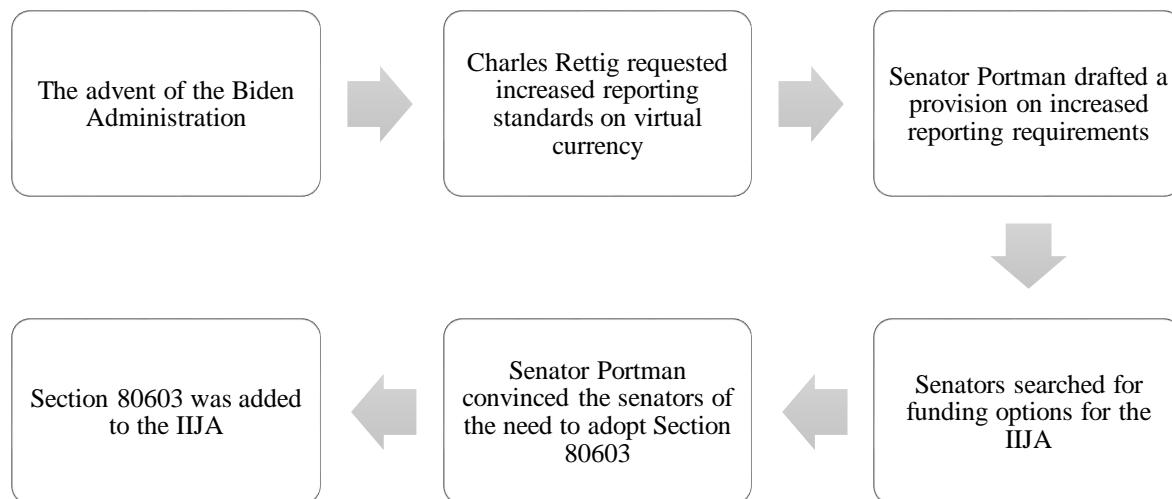 The advent of the Biden
Administration
Charles Rettig requested
increased reporting
standards on virtual
currency
Senator Portman drafted a
provision on increased
reporting requirements
Senators searched for
funding options for the
IIJA
Senator Portman
convinced the senators of
the need to adopt Section
80603
Section 80603 was added
to the IIJA